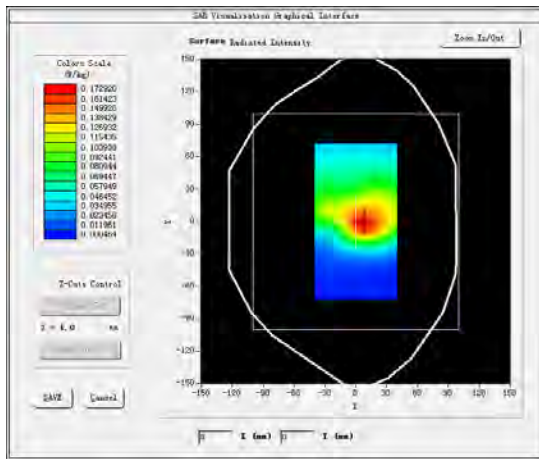 SAR Visualisation Graphical Interface
Surface Radiated Intensity
Zoom In/Out
Colors Scale
(W/kg)
0.172920
0.161423
0.149926
0.138429
0.126932
0.115435
0.103938
0.092441
0.080944
0.069447
0.057949
0.046452
0.034955
0.023458
0.011961
0.000464
150
120
90
60
30
0
-30
-60
-90
-120
-150
Y
-150 -120 -90 -60 -30 0 30 60 90 120 150
X
Z-Cuts Control
SAVE
Cancel
0 X (mm) 0 Y (mm)